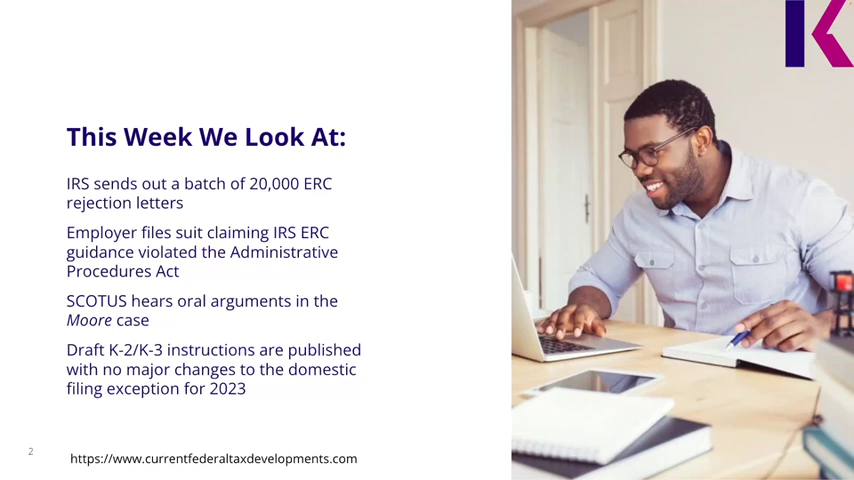 This Week We Look At:
IRS sends out a batch of 20,000 ERC
rejection letters
Employer files suit claiming IRS ERC
guidance violated the Administrative
Procedures Act
SCOTUS hears oral arguments in the
Moore case
Draft K-2/K-3 instructions are published
with no major changes to the domestic
filing exception for 2023
2
https://www.currentfederaltaxdevelopments.com
K